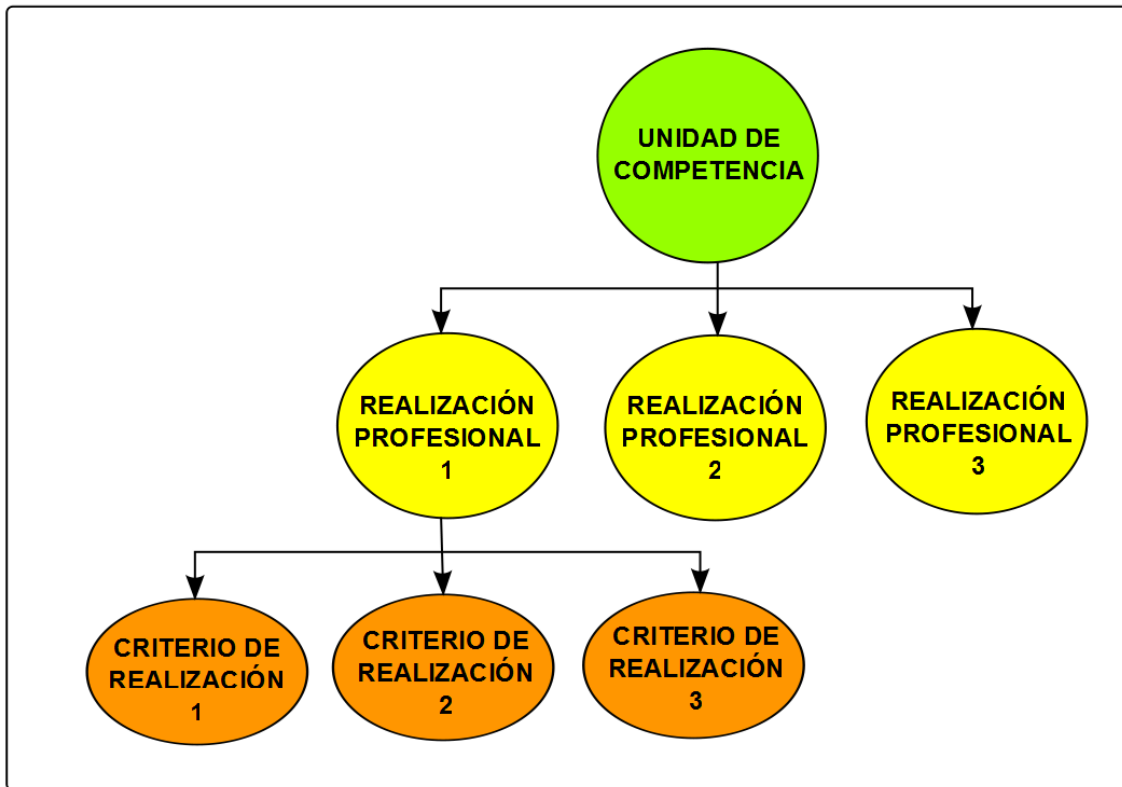 UNIDAD DE
COMPETENCIA
REALIZACIÓN
PROFESIONAL
1
REALIZACIÓN
PROFESIONAL
2
REALIZACIÓN
PROFESIONAL
3
CRITERIO DE
REALIZACIÓN
1
CRITERIO DE
REALIZACIÓN
2
CRITERIO DE
REALIZACIÓN
3